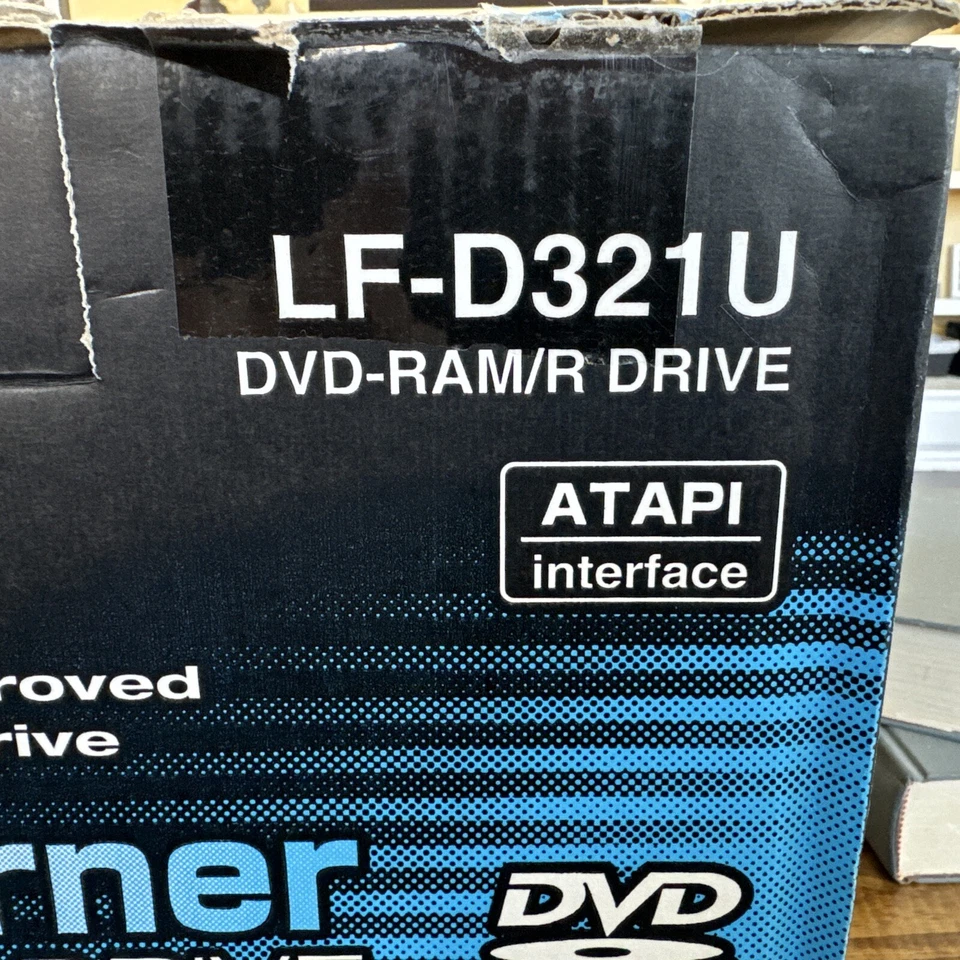 LF-D321U
DVD-RAM/R DRIVE
ATAPI
interface
roved
rive
rner
DVD